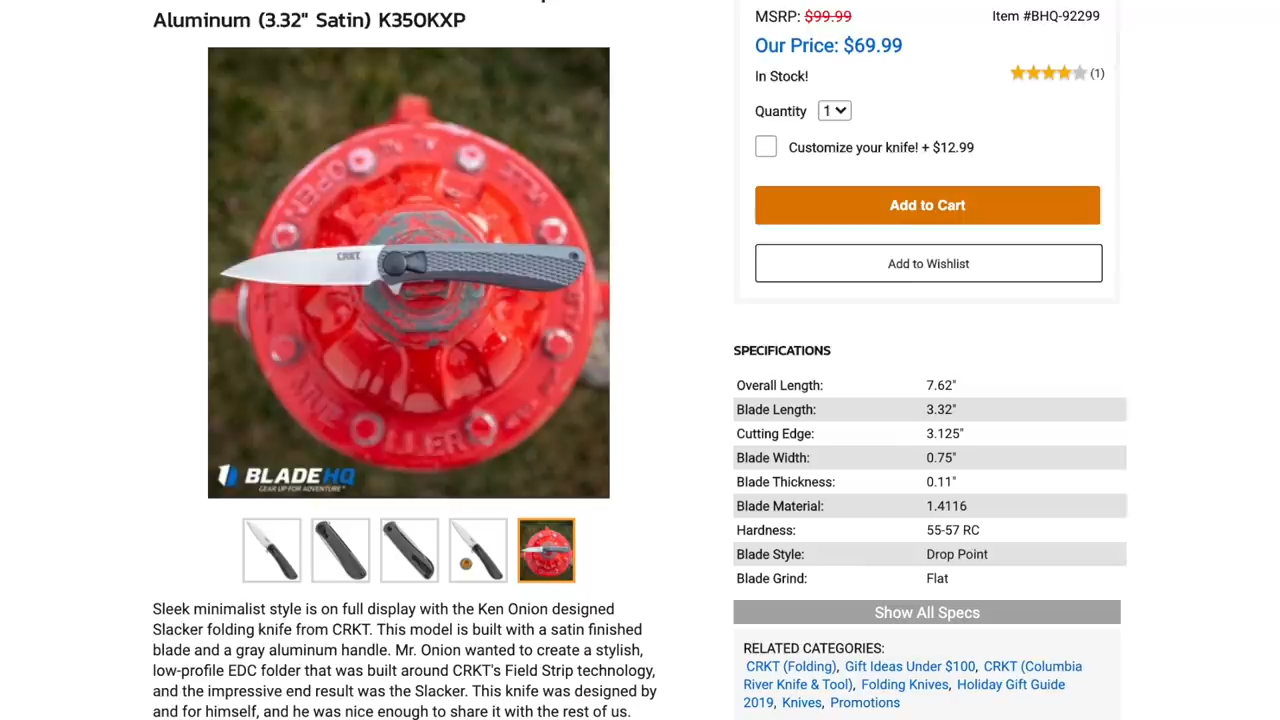 Aluminum (3.32" Satin) K350KXP
OPEN
CRKT
BLADEHQ
GEAR UP FOR ADVENTURE™
Sleek minimalist style is on full display with the Ken Onion designed
Slacker folding knife from CRKT. This model is built with a satin finished
blade and a gray aluminum handle. Mr. Onion wanted to create a stylish,
low-profile EDC folder that was built around CRKT's Field Strip technology,
and the impressive end result was the Slacker. This knife was designed by
and for himself, and he was nice enough to share it with the rest of us.
MSRP: $99.99
Item #BHQ-92299
Our Price: $69.99
In Stock!
(1)
Quantity 1
Customize your knife! + $12.99
Add to Cart
Add to Wishlist
SPECIFICATIONS
Overall Length: 7.62"
Blade Length: 3.32"
Cutting Edge: 3.125"
Blade Width: 0.75"
Blade Thickness: 0.11"
Blade Material: 1.4116
Hardness: 55-57 RC
Blade Style: Drop Point
Blade Grind: Flat
Show All Specs
RELATED CATEGORIES:
CRKT (Folding), Gift Ideas Under $100, CRKT (Columbia
River Knife & Tool), Folding Knives, Holiday Gift Guide
2019, Knives, Promotions